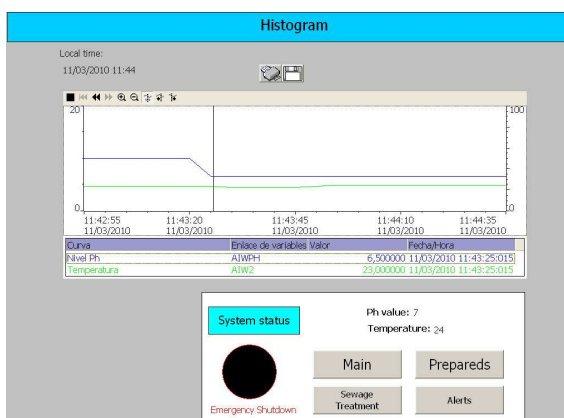 Histogram
Local time:
11/03/2010 11:44
20
100
0
0
11:42:55 11:43:20 11:43:45 11:44:10 11:44:35
11/03/2010 11/03/2010 11/03/2010 11/03/2010 11/03/2010
Curva Enlace de variables Valor Fecha/Hora
Nivel Ph AIWPH 6,500000 11/03/2010 11:43:25:015
Temperatura AIW2 23,000000 11/03/2010 11:43:25:015
System status
Ph value: 7
Temperature: 24
Main Prepareds
Sewage
Treatment
Alerts
Emergency Shutdown